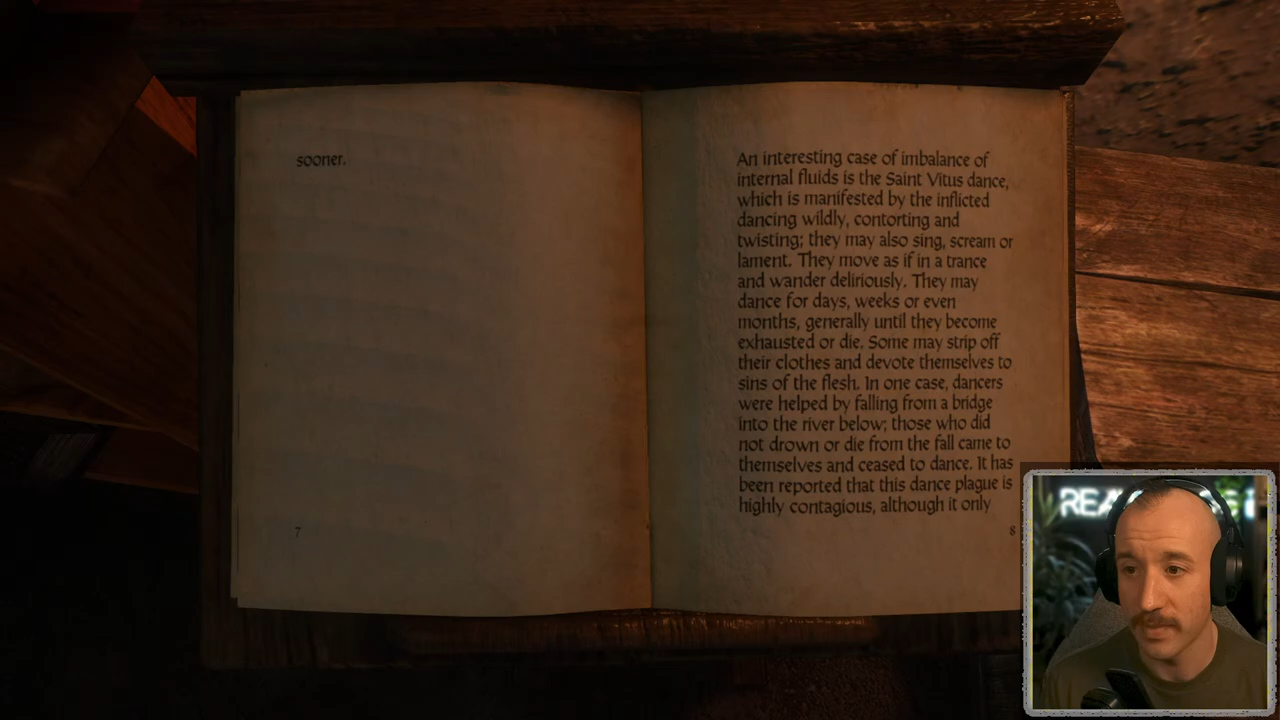 sooner.
7
An interesting case of imbalance of
internal fluids is the Saint Vitus dance,
which is manifested by the inflicted
dancing wildly, contorting and
twisting; they may also sing, scream or
lament. They move as if in a trance
and wander deliriously. They may
dance for days, weeks or even
months, generally until they become
exhausted or die. Some may strip off
their clothes and devote themselves to
sins of the flesh. In one case, dancers
were helped by falling from a bridge
into the river below; those who did
not drown or die from the fall came to
themselves and ceased to dance. It has
been reported that this dance plague is
highly contagious, although it only
8